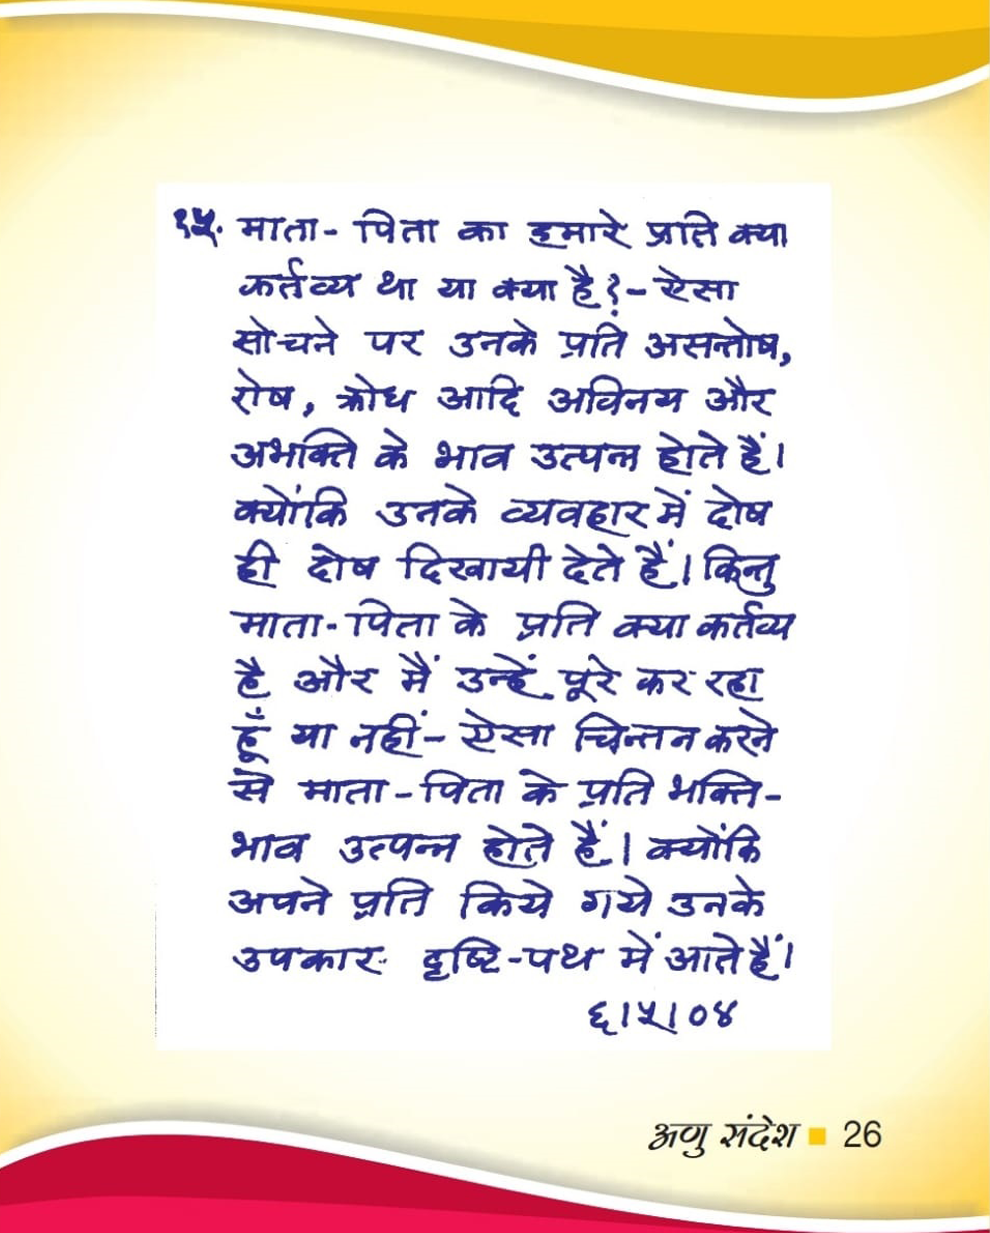 १५. माता - पिता का हमारे प्रति क्या
कर्तव्य था या क्या है? - ऐसा
सोचने पर उनके प्रति असन्तोष,
रोष, क्रोध आदि अविनय और
अभक्ति के भाव उत्पन्न होते हैं।
क्योंकि उनके व्यवहार में दोष
ही दोष दिखायी देते हैं। किन्तु
माता - पिता के प्रति क्या कर्तव्य
है और मैं उन्हें पूरे कर रहा
हूँ या नहीं - ऐसा चिन्तन करने
से माता - पिता के प्रति भक्ति -
भाव उत्पन्न होते हैं। क्योंकि
अपने प्रति किये गये उनके
उपकार दृष्टि - पथ में आते हैं।
६।५।०४
अणु संदेश 26